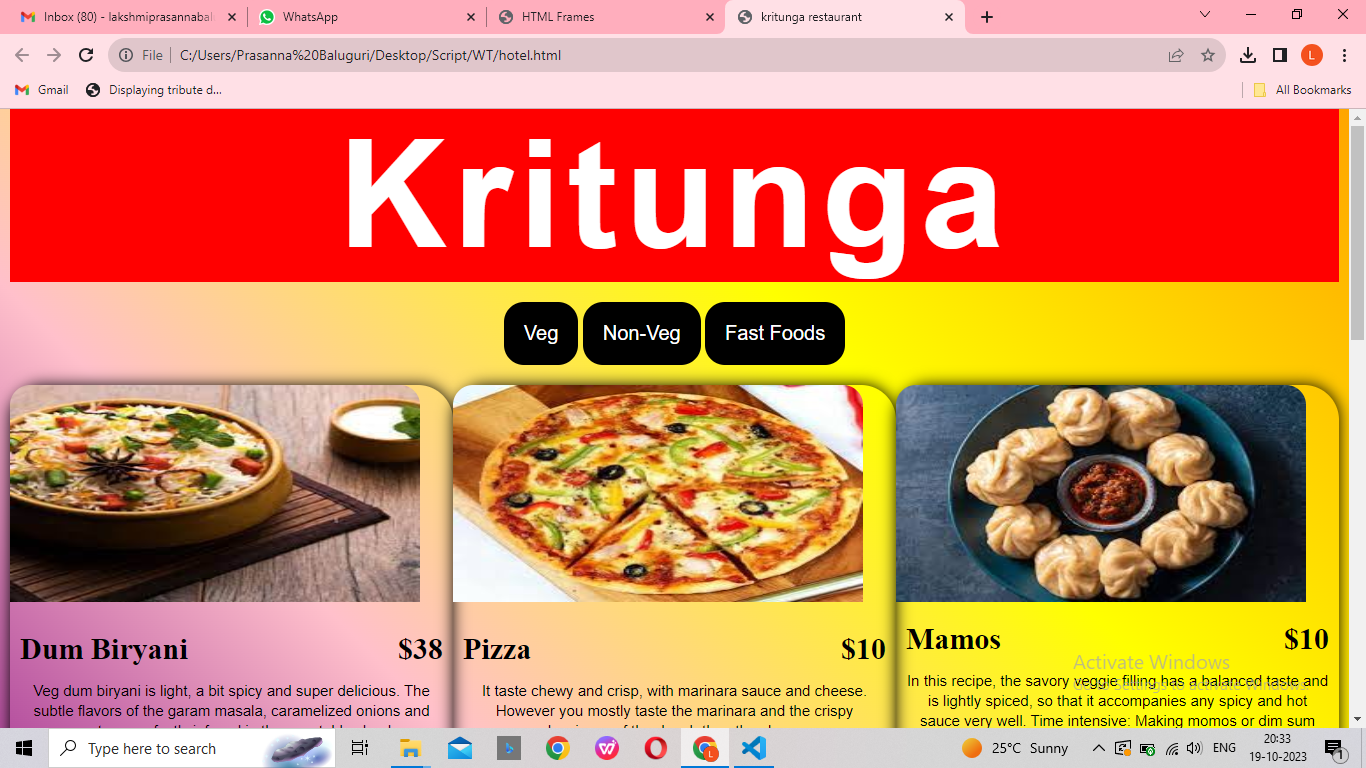 Inbox (80) - lakshmiprasannabal
WhatsApp
HTML Frames
kritunga restaurant
File
C:/Users/Prasanna%20Baluguri/Desktop/Script/WT/hotel.html
L
Gmail
Displaying tribute d...
All Bookmarks
Kritunga
Veg
Non-Veg
Fast Foods
Dum Biryani $38
Veg dum biryani is light, a bit spicy and super delicious. The
subtle flavors of the garam masala, caramelized onions and
Pizza $10
It taste chewy and crisp, with marinara sauce and cheese.
However you mostly taste the marinara and the crispy
Mamos $10
In this recipe, the savory veggie filling has a balanced taste and
is lightly spiced, so that it accompanies any spicy and hot
sauce very well. Time intensive: Making momos or dim sum
Activate Windows
Go to Settings to activate Windows.
Type here to search
25°C Sunny
ENG
20:33
19-10-2023
1